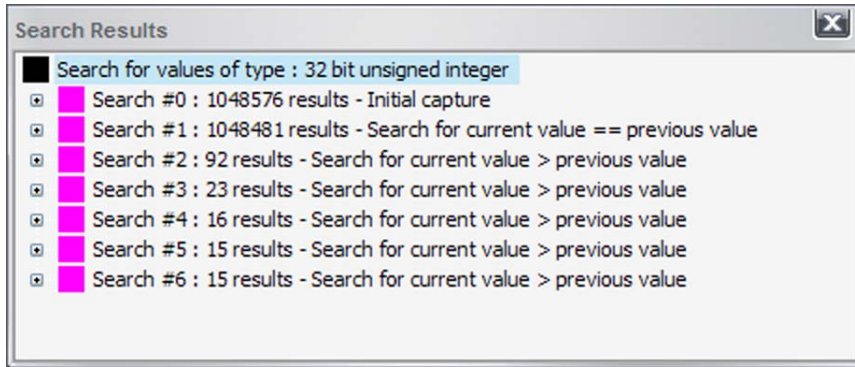 Search Results
Search for values of type : 32 bit unsigned integer
Search #0 : 1048576 results - Initial capture
Search #1 : 1048481 results - Search for current value == previous value
Search #2 : 92 results - Search for current value > previous value
Search #3 : 23 results - Search for current value > previous value
Search #4 : 16 results - Search for current value > previous value
Search #5 : 15 results - Search for current value > previous value
Search #6 : 15 results - Search for current value > previous value